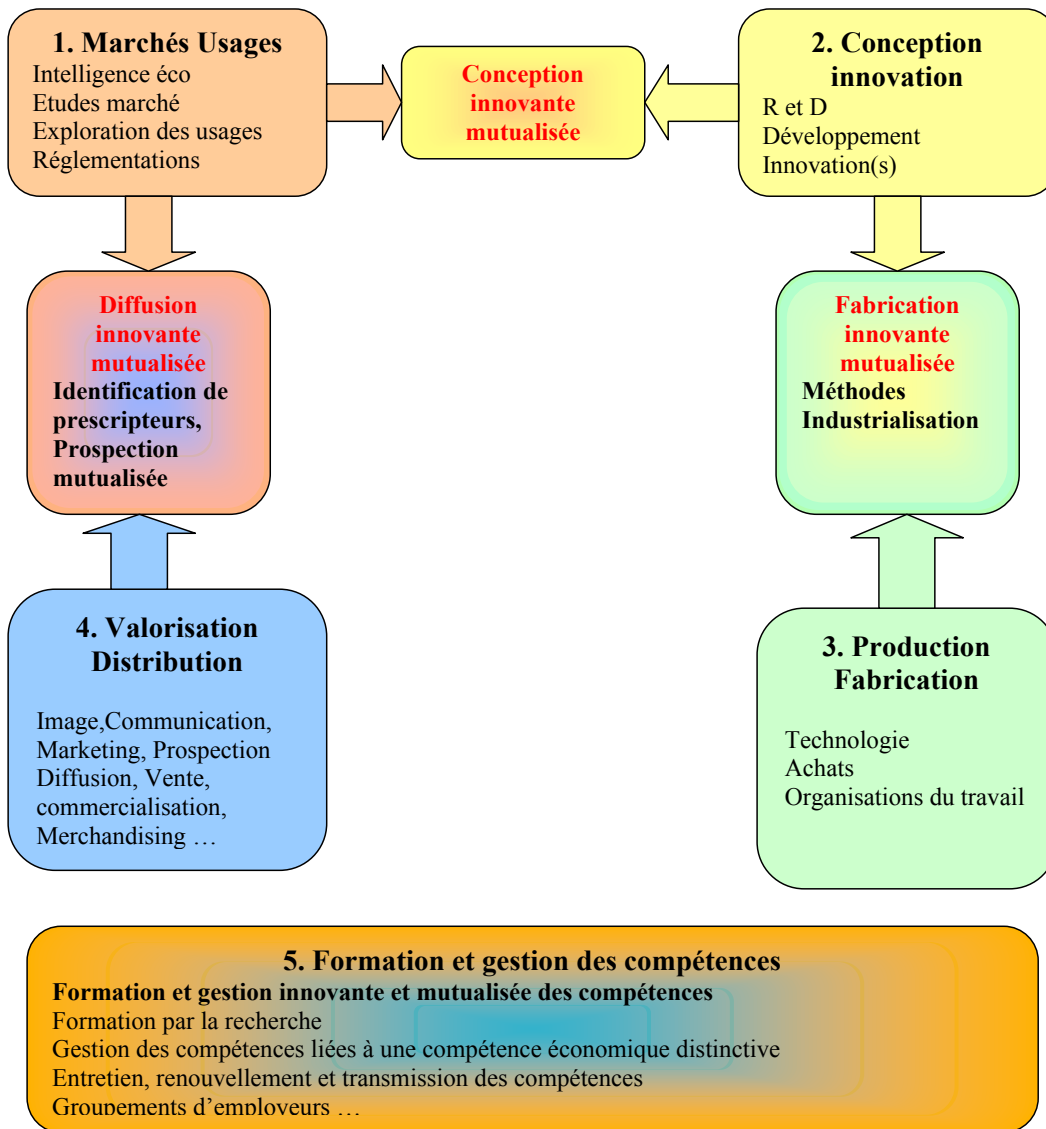 1. Marchés Usages
Intelligence éco
Etudes marché
Exploration des usages
Réglementations
Conception
innovante
mutualisée
2. Conception
innovation
R et D
Développement
Innovation(s)
Diffusion
innovante
mutualisée
Identification de
prescripteurs,
Prospection
mutualisée
Fabrication
innovante
mutualisée
Méthodes
Industrialisation
4. Valorisation
Distribution
Image,Communication,
Marketing, Prospection
Diffusion, Vente,
commercialisation,
Merchandising …
3. Production
Fabrication
Technologie
Achats
Organisations du travail
5. Formation et gestion des compétences
Formation et gestion innovante et mutualisée des compétences
Formation par la recherche
Gestion des compétences liées à une compétence économique distinctive
Entretien, renouvellement et transmission des compétences
Groupements d’employeurs …